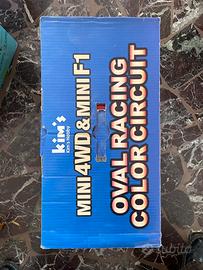 kim's
MINI 4WD & MINI F1
OVAL RACING
COLOR CIRCUIT
subito